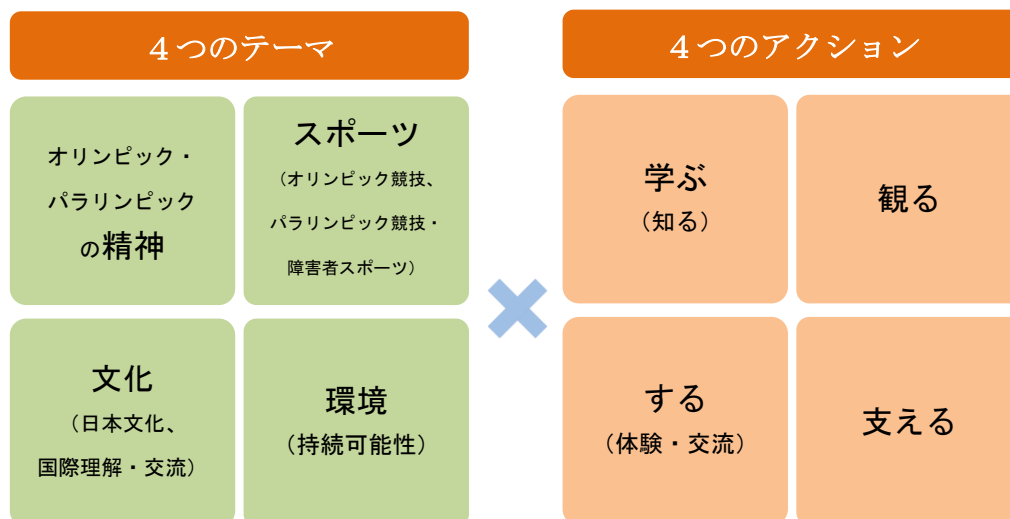 ４つのテーマ
オリンピック・
パラリンピック
の精神
スポーツ
（オリンピック競技、
パラリンピック競技・
障害者スポーツ）
文化
（日本文化、
国際理解・交流）
環境
（持続可能性）
４つのアクション
学ぶ
（知る）
観る
する
（体験・交流）
支える